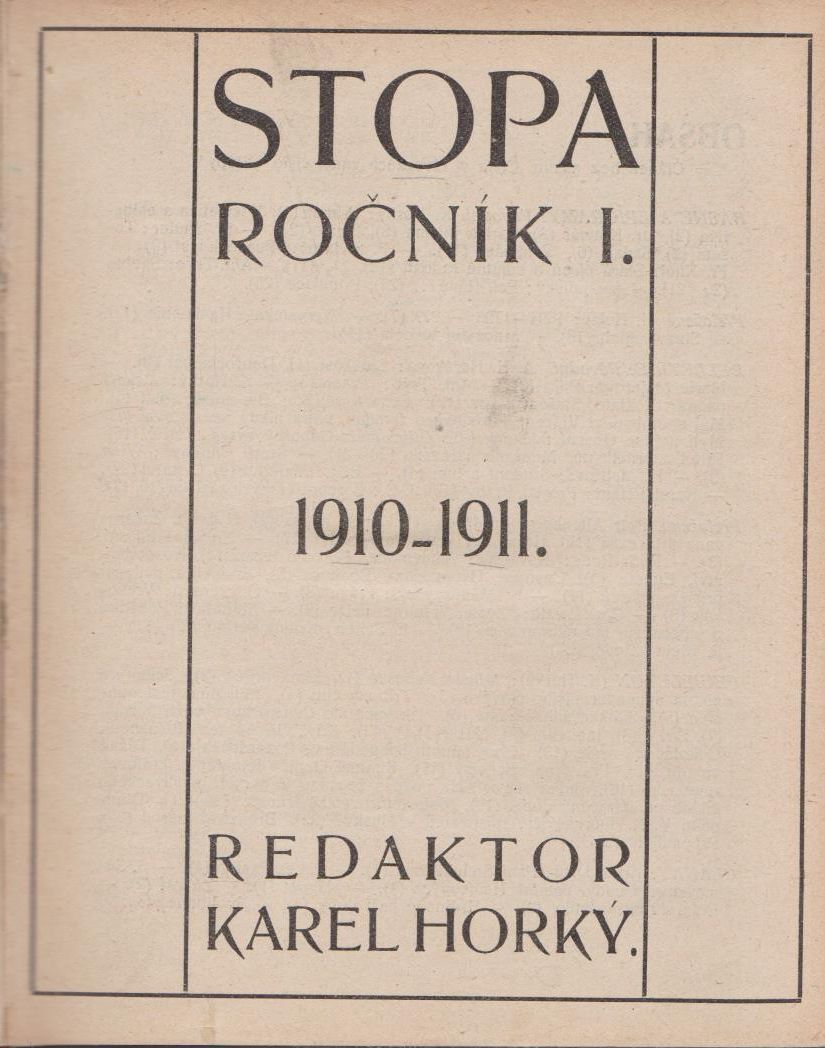 STOPA
ROČNÍK I.
1910-1911.
REDAKTOR
KAREL HORKÝ.